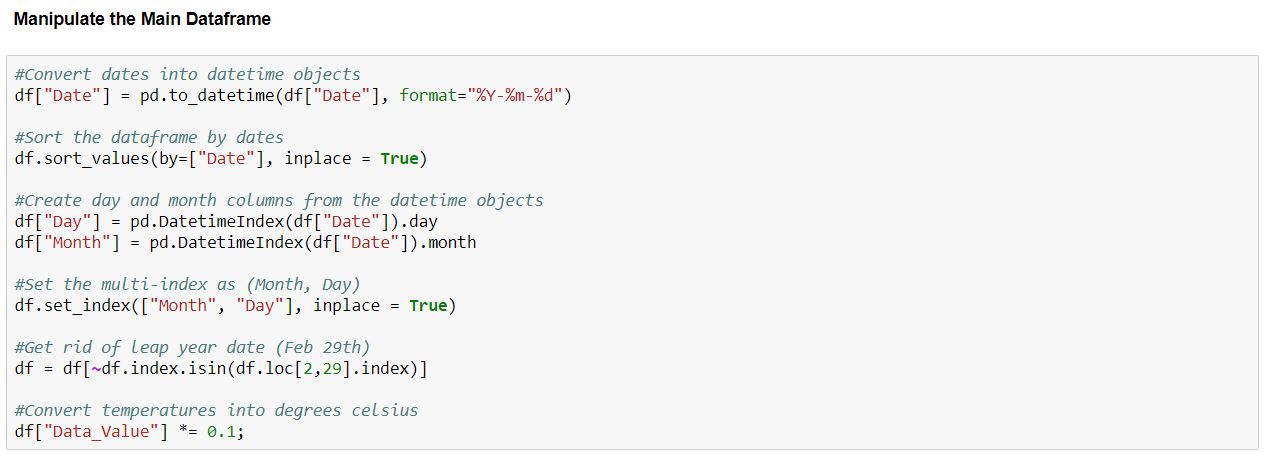 Manipulate the Main Dataframe
#Convert dates into datetime objects
df["Date"] = pd.to_datetime(df["Date"], format="%Y-%m-%d")
#Sort the dataframe by dates
df.sort_values(by=["Date"], inplace = True)
#Create day and month columns from the datetime objects
df["Day"] = pd.DatetimeIndex(df["Date"]).day
df["Month"] = pd.DatetimeIndex(df["Date"]).month
#Set the multi-index as (Month, Day)
df.set_index(["Month", "Day"], inplace = True)
#Get rid of leap year date (Feb 29th)
df = df[~df.index.isin(df.loc[2,29].index)]
#Convert temperatures into degrees celsius
df["Data_Value"] *= 0.1;